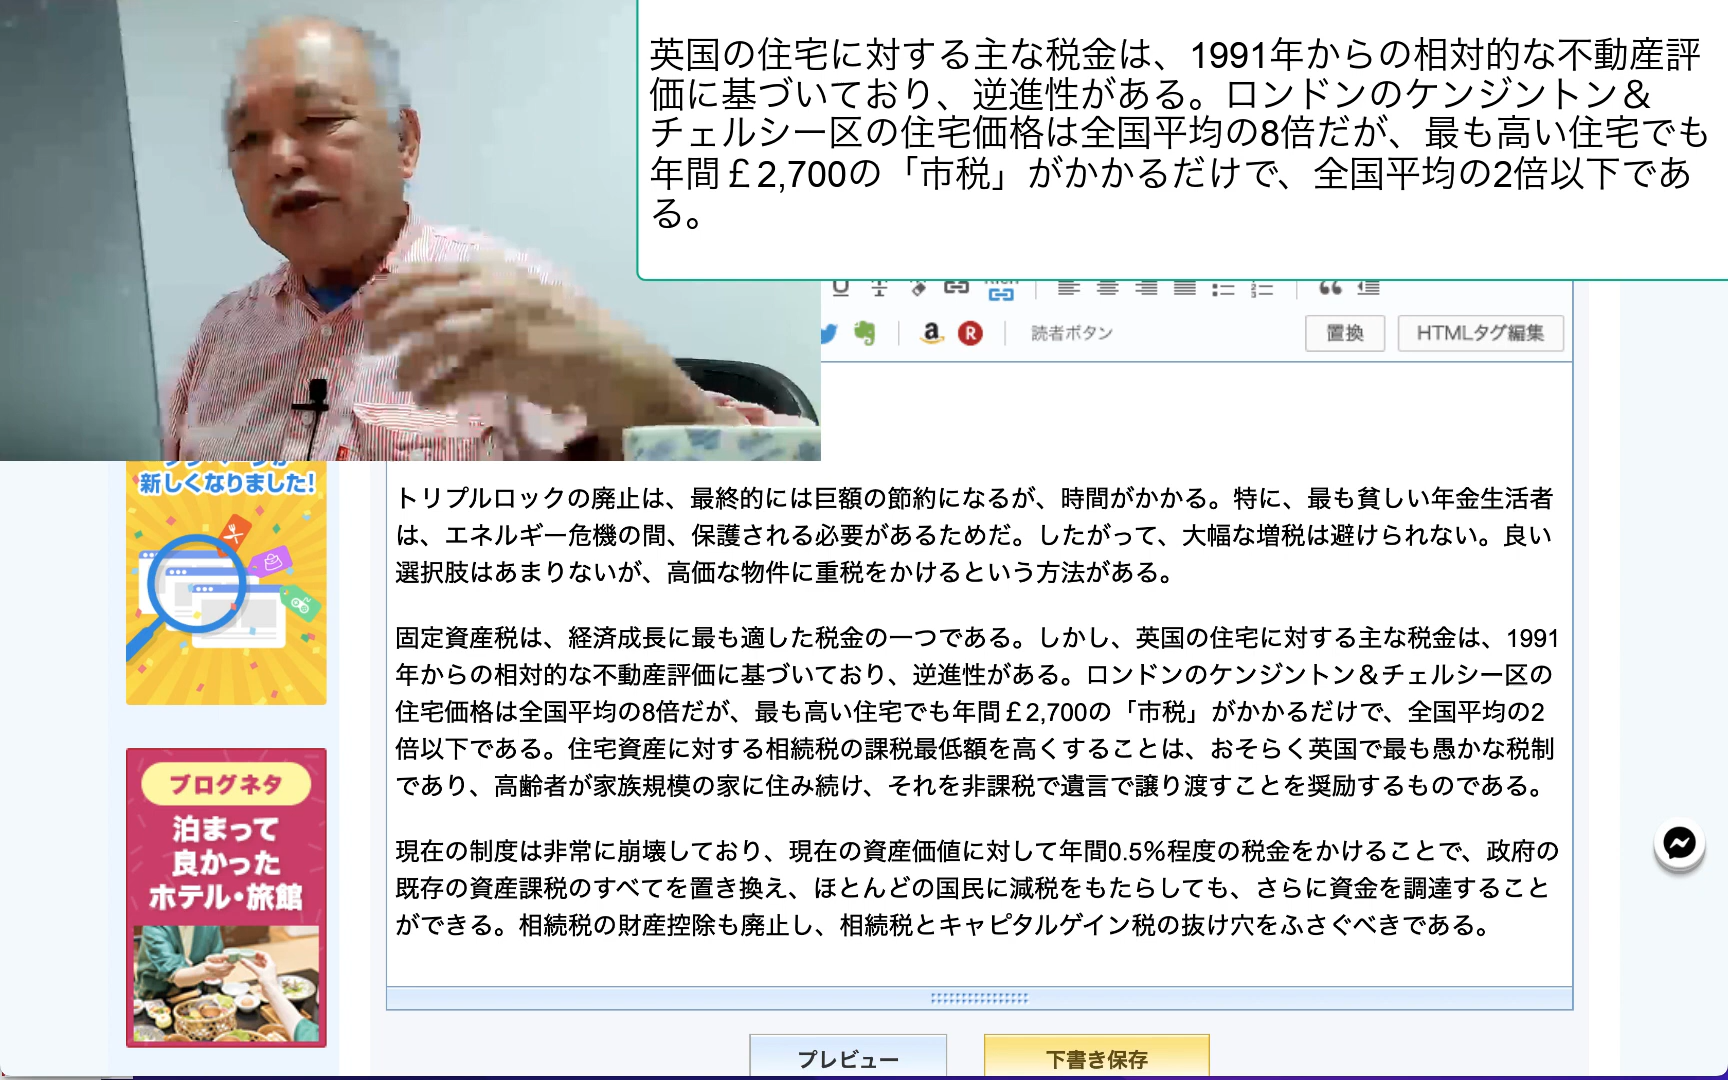 英国の住宅に対する主な税金は、1991年からの相対的な不動産評
価に基づいており、逆進性がある。ロンドンのケンジントン＆
チェルシー区の住宅価格は全国平均の8倍だが、最も高い住宅でも
年間￡2,700の「市税」がかかるだけで、全国平均の2倍以下であ
る。
読者ボタン
置換
HTMLタグ編集
新しくなりました!
トリプルロックの廃止は、最終的には巨額の節約になるが、時間がかかる。特に、最も貧しい年金生活者
は、エネルギー危機の間、保護される必要があるためだ。したがって、大幅な増税は避けられない。良い
選択肢はあまりないが、高価な物件に重税をかけるという方法がある。
固定資産税は、経済成長に最も適した税金の一つである。しかし、英国の住宅に対する主な税金は、1991
年からの相対的な不動産評価に基づいており、逆進性がある。ロンドンのケンジントン＆チェルシー区の
住宅価格は全国平均の8倍だが、最も高い住宅でも年間￡2,700の「市税」がかかるだけで、全国平均の2
倍以下である。住宅資産に対する相続税の課税最低額を高くすることは、おそらく英国で最も愚かな税制
であり、高齢者が家族規模の家に住み続け、それを非課税で遺言で譲り渡すことを奨励するものである。
現在の制度は非常に崩壊しており、現在の資産価値に対して年間0.5%程度の税金をかけることで、政府の
既存の資産課税のすべてを置き換え、ほとんどの国民に減税をもたらしても、さらに資金を調達すること
ができる。相続税の財産控除も廃止し、相続税とキャピタルゲイン税の抜け穴をふさぐべきである。
ブログネタ
泊まって
良かった
ホテル・旅館
プレビュー
下書き保存